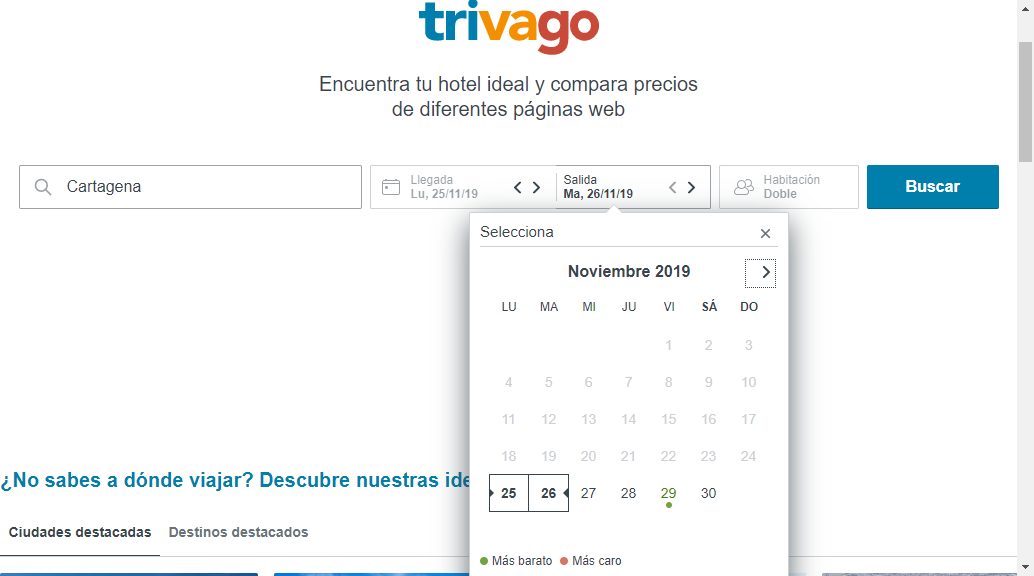 trivago
Encuentra tu hotel ideal y compara precios
de diferentes páginas web
Cartagena
Llegada
Lu, 25/11/19
Salida
Ma, 26/11/19
Habitación
Doble
Buscar
Selecciona
Noviembre 2019
LU MA MI JU VI SÁ DO
1 2 3
4 5 6 7 8 9 10
11 12 13 14 15 16 17
18 19 20 21 22 23 24
25 26 27 28 29 30
Más barato Más caro
¿No sabes a dónde viajar? Descubre nuestras ide
Ciudades destacadas Destinos destacados